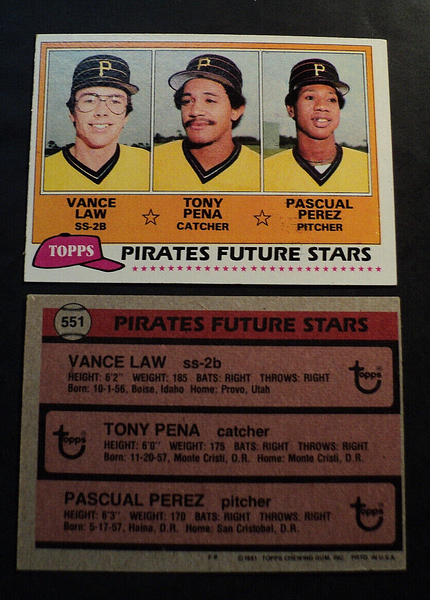 P P P
VANCE LAW SS-2B
TONY PENA CATCHER
PASCUAL PEREZ PITCHER
TOPPS PIRATES FUTURE STARS
551 PIRATES FUTURE STARS
VANCE LAW ss-2b
HEIGHT: 6'2" WEIGHT: 185 BATS: RIGHT THROWS: RIGHT
Born: 10-1-56, Boise, Idaho Home: Provo, Utah
Topps
TONY PENA catcher
HEIGHT: 6'0" WEIGHT: 175 BATS: RIGHT THROWS: RIGHT
Born: 11-20-57, Monte Cristi, D.R. Home: Monte Cristi, D.R.
Topps
PASCUAL PEREZ pitcher
HEIGHT: 6'3" WEIGHT: 170 BATS: RIGHT THROWS: RIGHT
Born: 5-17-57, Haina, D.R. Home: San Cristobal, D.R.
Topps
© 1981 TOPPS CHEWING GUM, INC. PRTD. IN U.S.A.